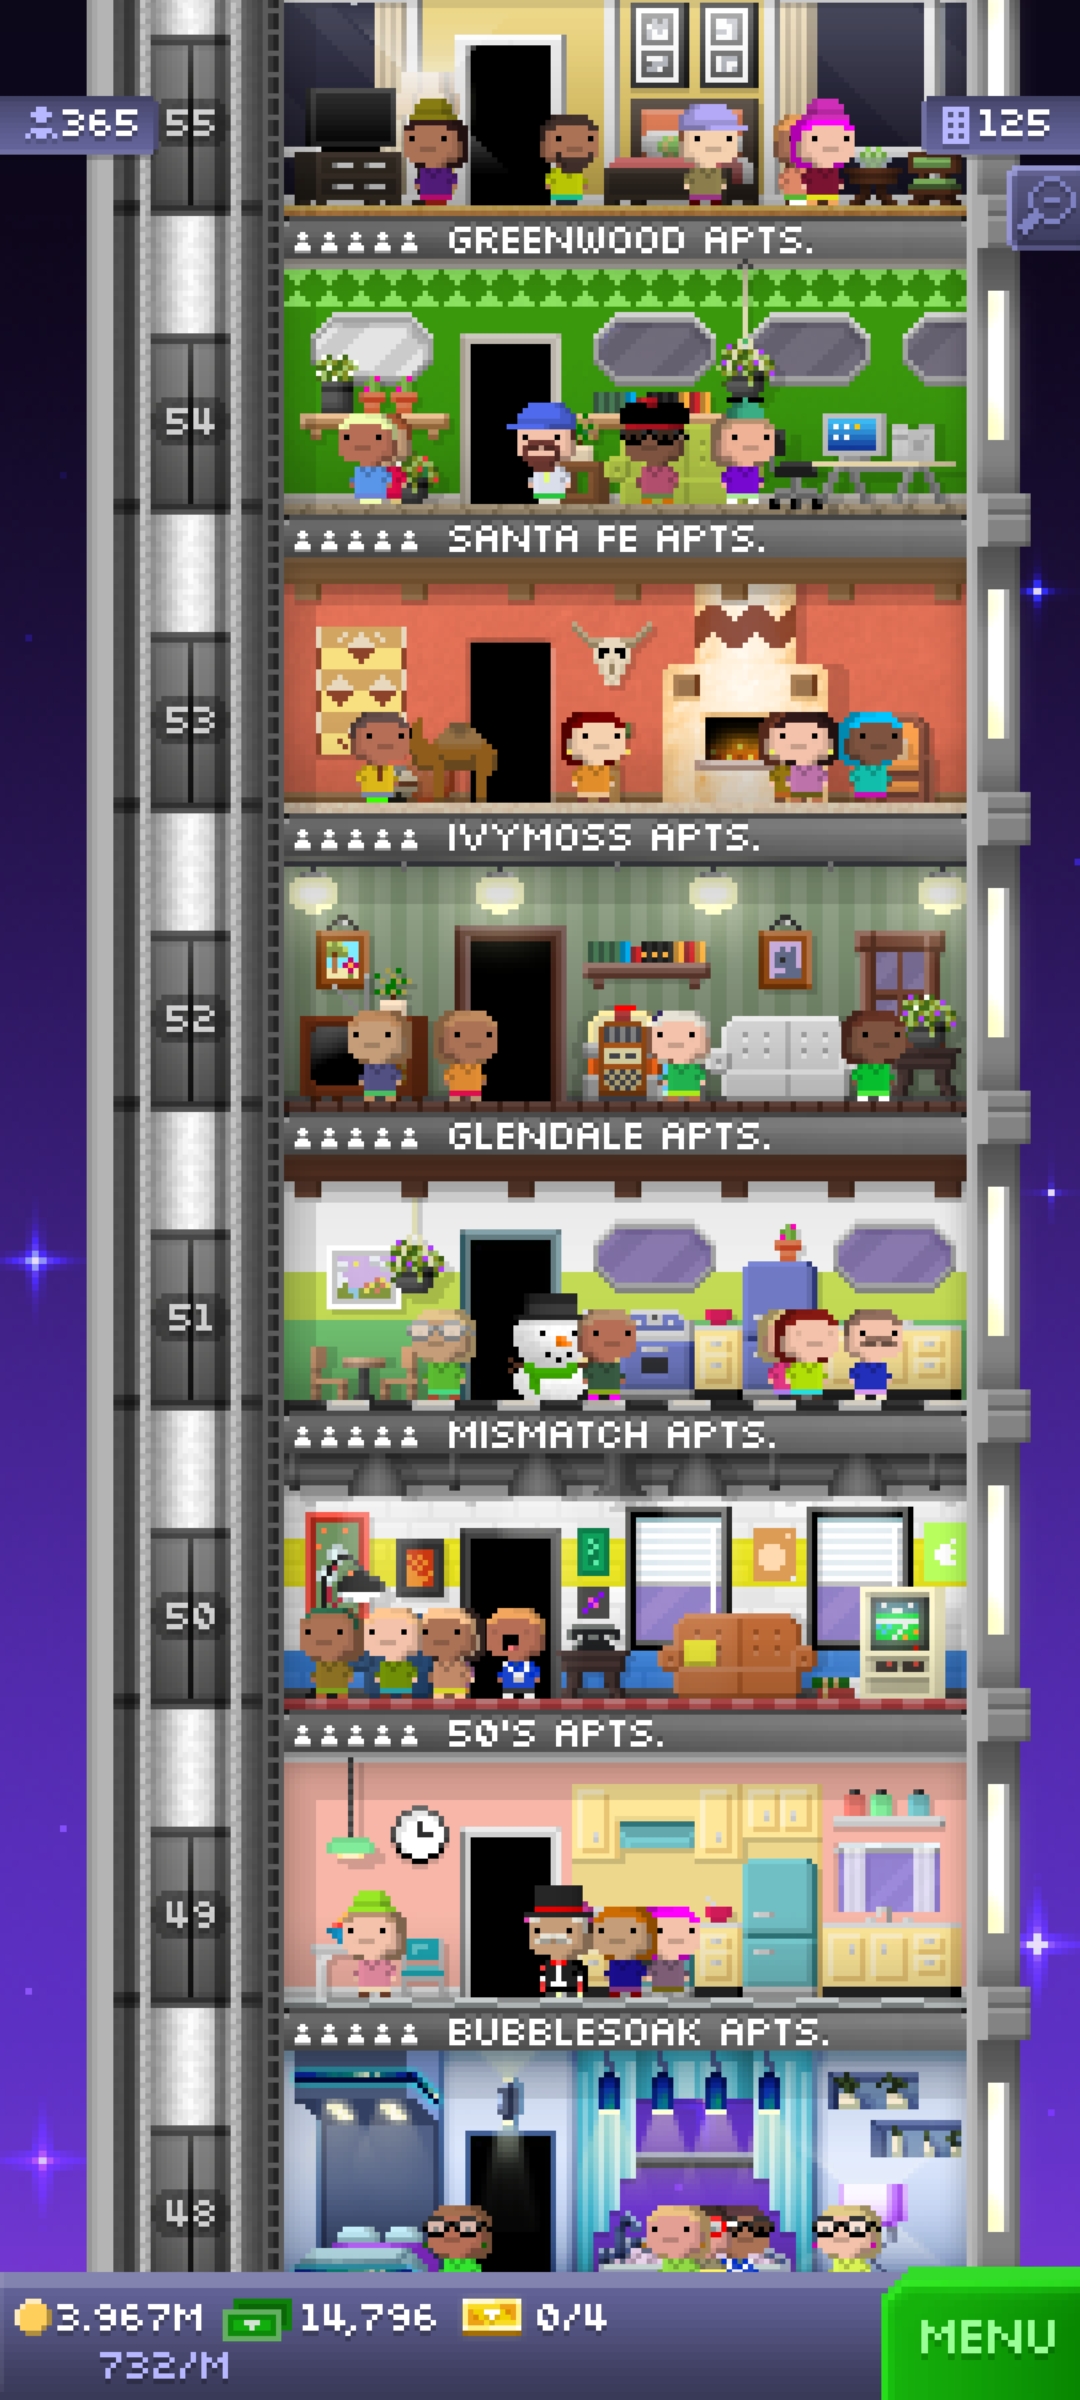 365
55
125
GREENWOOD APTS.
54
SANTA FE APTS.
53
IVYMOSS APTS.
52
GLENDALE APTS.
51
MISMATCH APTS.
50
50'S APTS.
49
BUBBLESOAK APTS.
48
3.967M 14,796 0/4
732/M
MENU